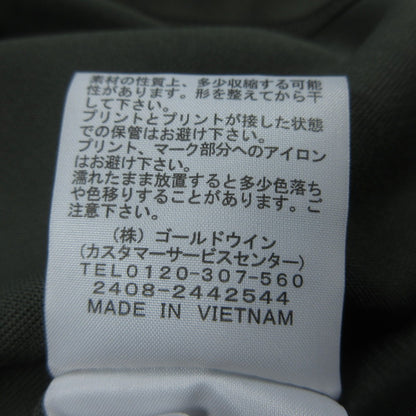 素材の性質上、多少収縮する可能
性があります。形を整えてから干
して下さい。
プリントとプリントが接した状態
での保管はお避け下さい。
プリント、マーク部分へのアイロン
はお避け下さい。
濡れたまま放置すると多少色落ち
や色移りすることがあります。ご
注意下さい。
(株) ゴールドウイン
(カスタマーサービスセンター)
TEL0120-307-560
2408-2442544
MADE IN VIETNAM